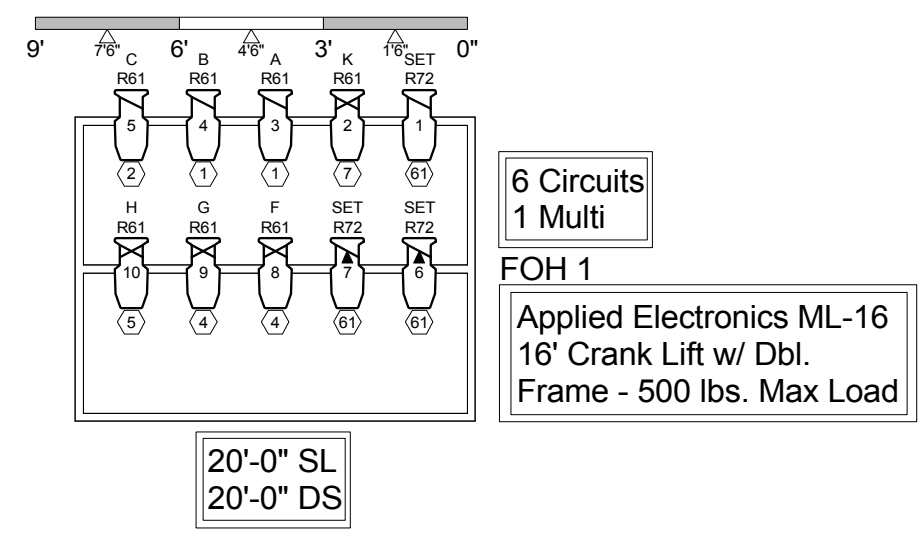 9' 7'6" 6' 4'6" 3' 1'6" 0"
C B A K SET
R61 R61 R61 R61 R72
5 4 3 2 1
2 1 1 7 61
H G F SET SET
R61 R61 R61 R72 R72
10 9 8 7 6
5 4 4 61 61
6 Circuits
1 Multi
FOH 1
Applied Electronics ML-16
16' Crank Lift w/ Dbl.
Frame - 500 lbs. Max Load
20'-0" SL
20'-0" DS